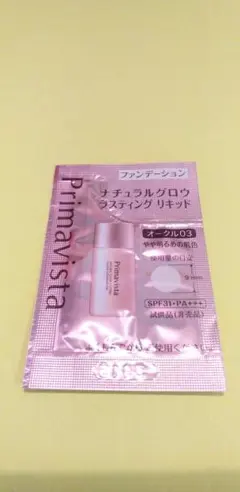 Primavista
ファンデーション
ナチュラルグロウ
ラスティング リキッド
オークル03
やや明るめの肌色
使用量の目安
SPF31・PA+++
試供品(非売品)
Primavista